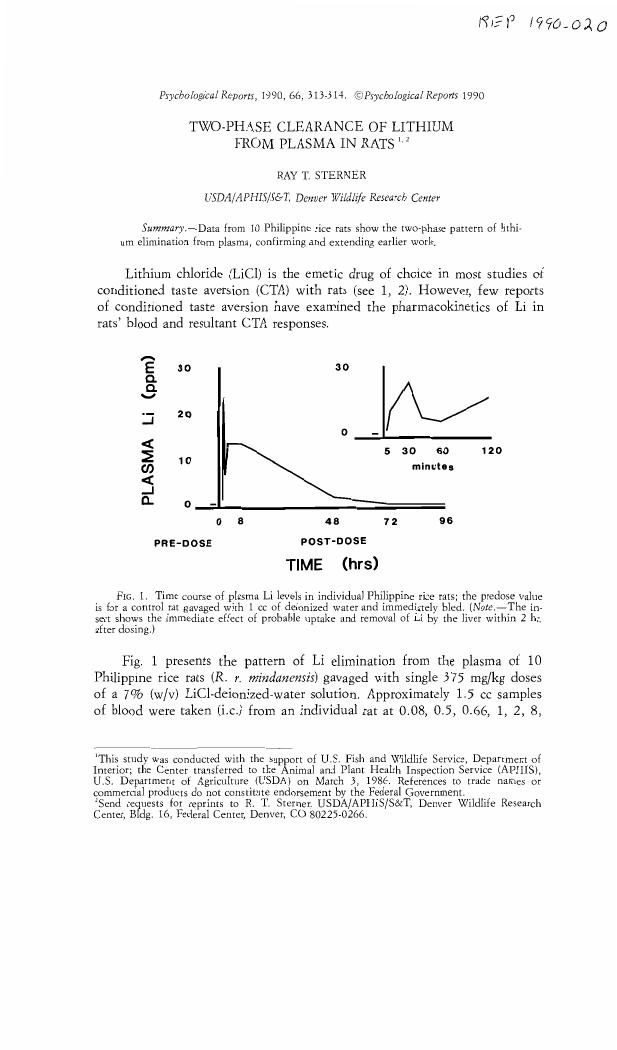 REP 1990-020
Psychological Reports, 1990, 66, 313-314. ©Psychological Reports 1990
TWO-PHASE CLEARANCE OF LITHIUM
FROM PLASMA IN RATS 1, 2
RAY T. STERNER
USDA/APHIS/S&T, Denver Wildlife Research Center
Summary.—Data from 10 Philippine rice rats show the two-phase pattern of lithi-
um elimination from plasma, confirming and extending earlier work.
Lithium chloride (LiCl) is the emetic drug of choice in most studies of
conditioned taste aversion (CTA) with rats (see 1, 2). However, few reports
of conditioned taste aversion have examined the pharmacokinetics of Li in
rats' blood and resultant CTA responses.
PLASMA Li (ppm)
30
20
10
0
0 8 48 72 96
PRE-DOSE POST-DOSE
TIME (hrs)
30
0
5 30 60 120
minutes
FIG. 1. Time course of plasma Li levels in individual Philippine rice rats; the predose value
is for a control rat gavaged with 1 cc of deionized water and immediately bled. (Note.—The in-
sert shows the immediate effect of probable uptake and removal of Li by the liver within 2 hr.
after dosing.)
Fig. 1 presents the pattern of Li elimination from the plasma of 10
Philippine rice rats (R. r. mindanensis) gavaged with single 375 mg/kg doses
of a 7% (w/v) LiCl-deionized-water solution. Approximately 1.5 cc samples
of blood were taken (i.c.) from an individual rat at 0.08, 0.5, 0.66, 1, 2, 8,
1This study was conducted with the support of U.S. Fish and Wildlife Service, Department of
Interior; the Center transferred to the Animal and Plant Health Inspection Service (APHIS),
U.S. Department of Agriculture (USDA) on March 3, 1986. References to trade names or
commercial products do not constitute endorsement by the Federal Government.
2Send requests for reprints to R. T. Sterner. USDA/APHIS/S&T, Denver Wildlife Research
Center, Bldg. 16, Federal Center, Denver, CO 80225-0266.